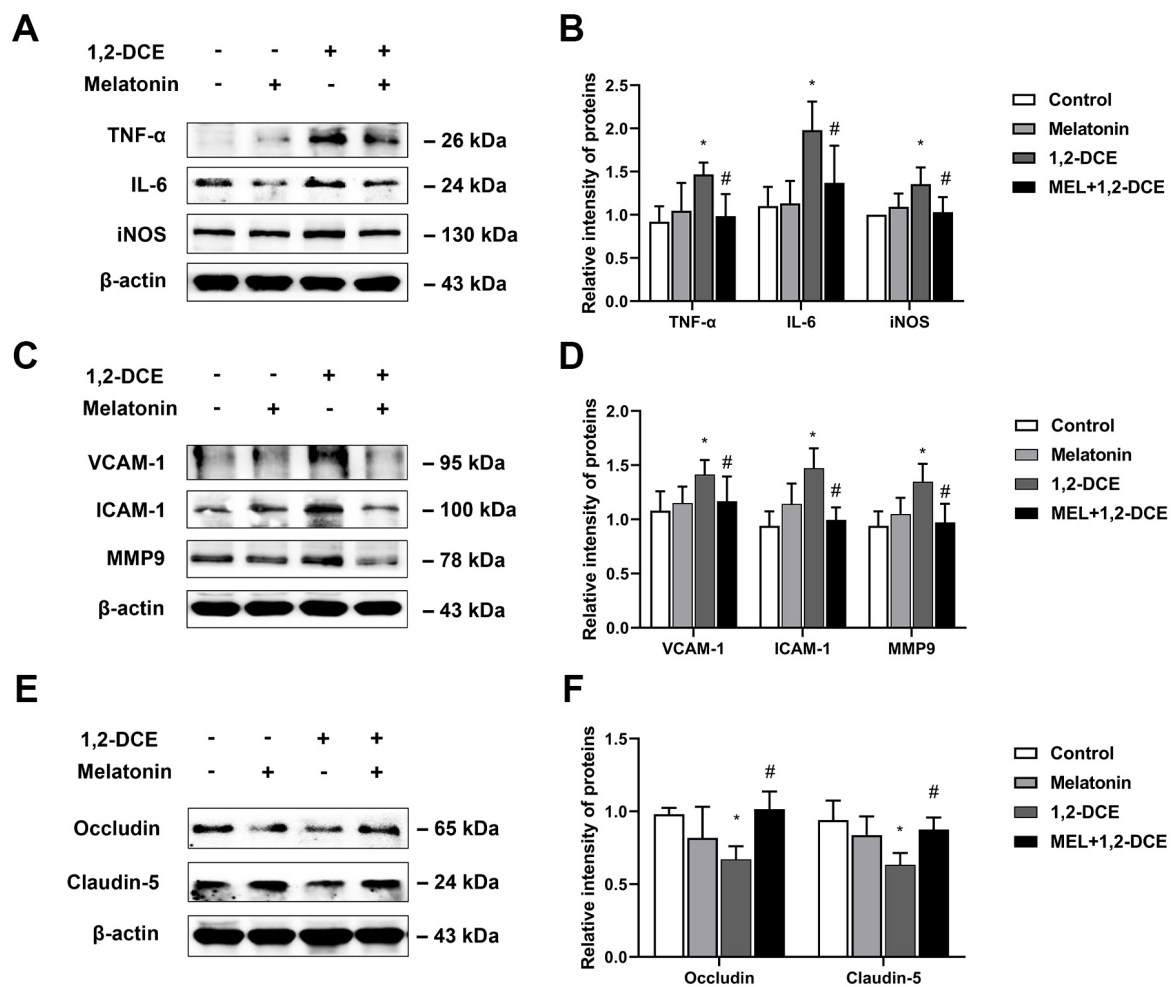 A
1,2-DCE - - + +
Melatonin - + - +
TNF-α – 26 kDa
IL-6 – 24 kDa
iNOS – 130 kDa
β-actin – 43 kDa
B
Relative intensity of proteins
2.5
2.0
1.5
1.0
0.5
0.0
* # * # * #
TNF-α IL-6 iNOS
Control
Melatonin
1,2-DCE
MEL+1,2-DCE
C
1,2-DCE - - + +
Melatonin - + - +
VCAM-1 – 95 kDa
ICAM-1 – 100 kDa
MMP9 – 78 kDa
β-actin – 43 kDa
D
Relative intensity of proteins
2.0
1.5
1.0
0.5
0.0
* # * # * #
VCAM-1 ICAM-1 MMP9
Control
Melatonin
1,2-DCE
MEL+1,2-DCE
E
1,2-DCE - - + +
Melatonin - + - +
Occludin – 65 kDa
Claudin-5 – 24 kDa
β-actin – 43 kDa
F
Relative intensity of proteins
1.5
1.0
0.5
0.0
* # * #
Occludin Claudin-5
Control
Melatonin
1,2-DCE
MEL+1,2-DCE